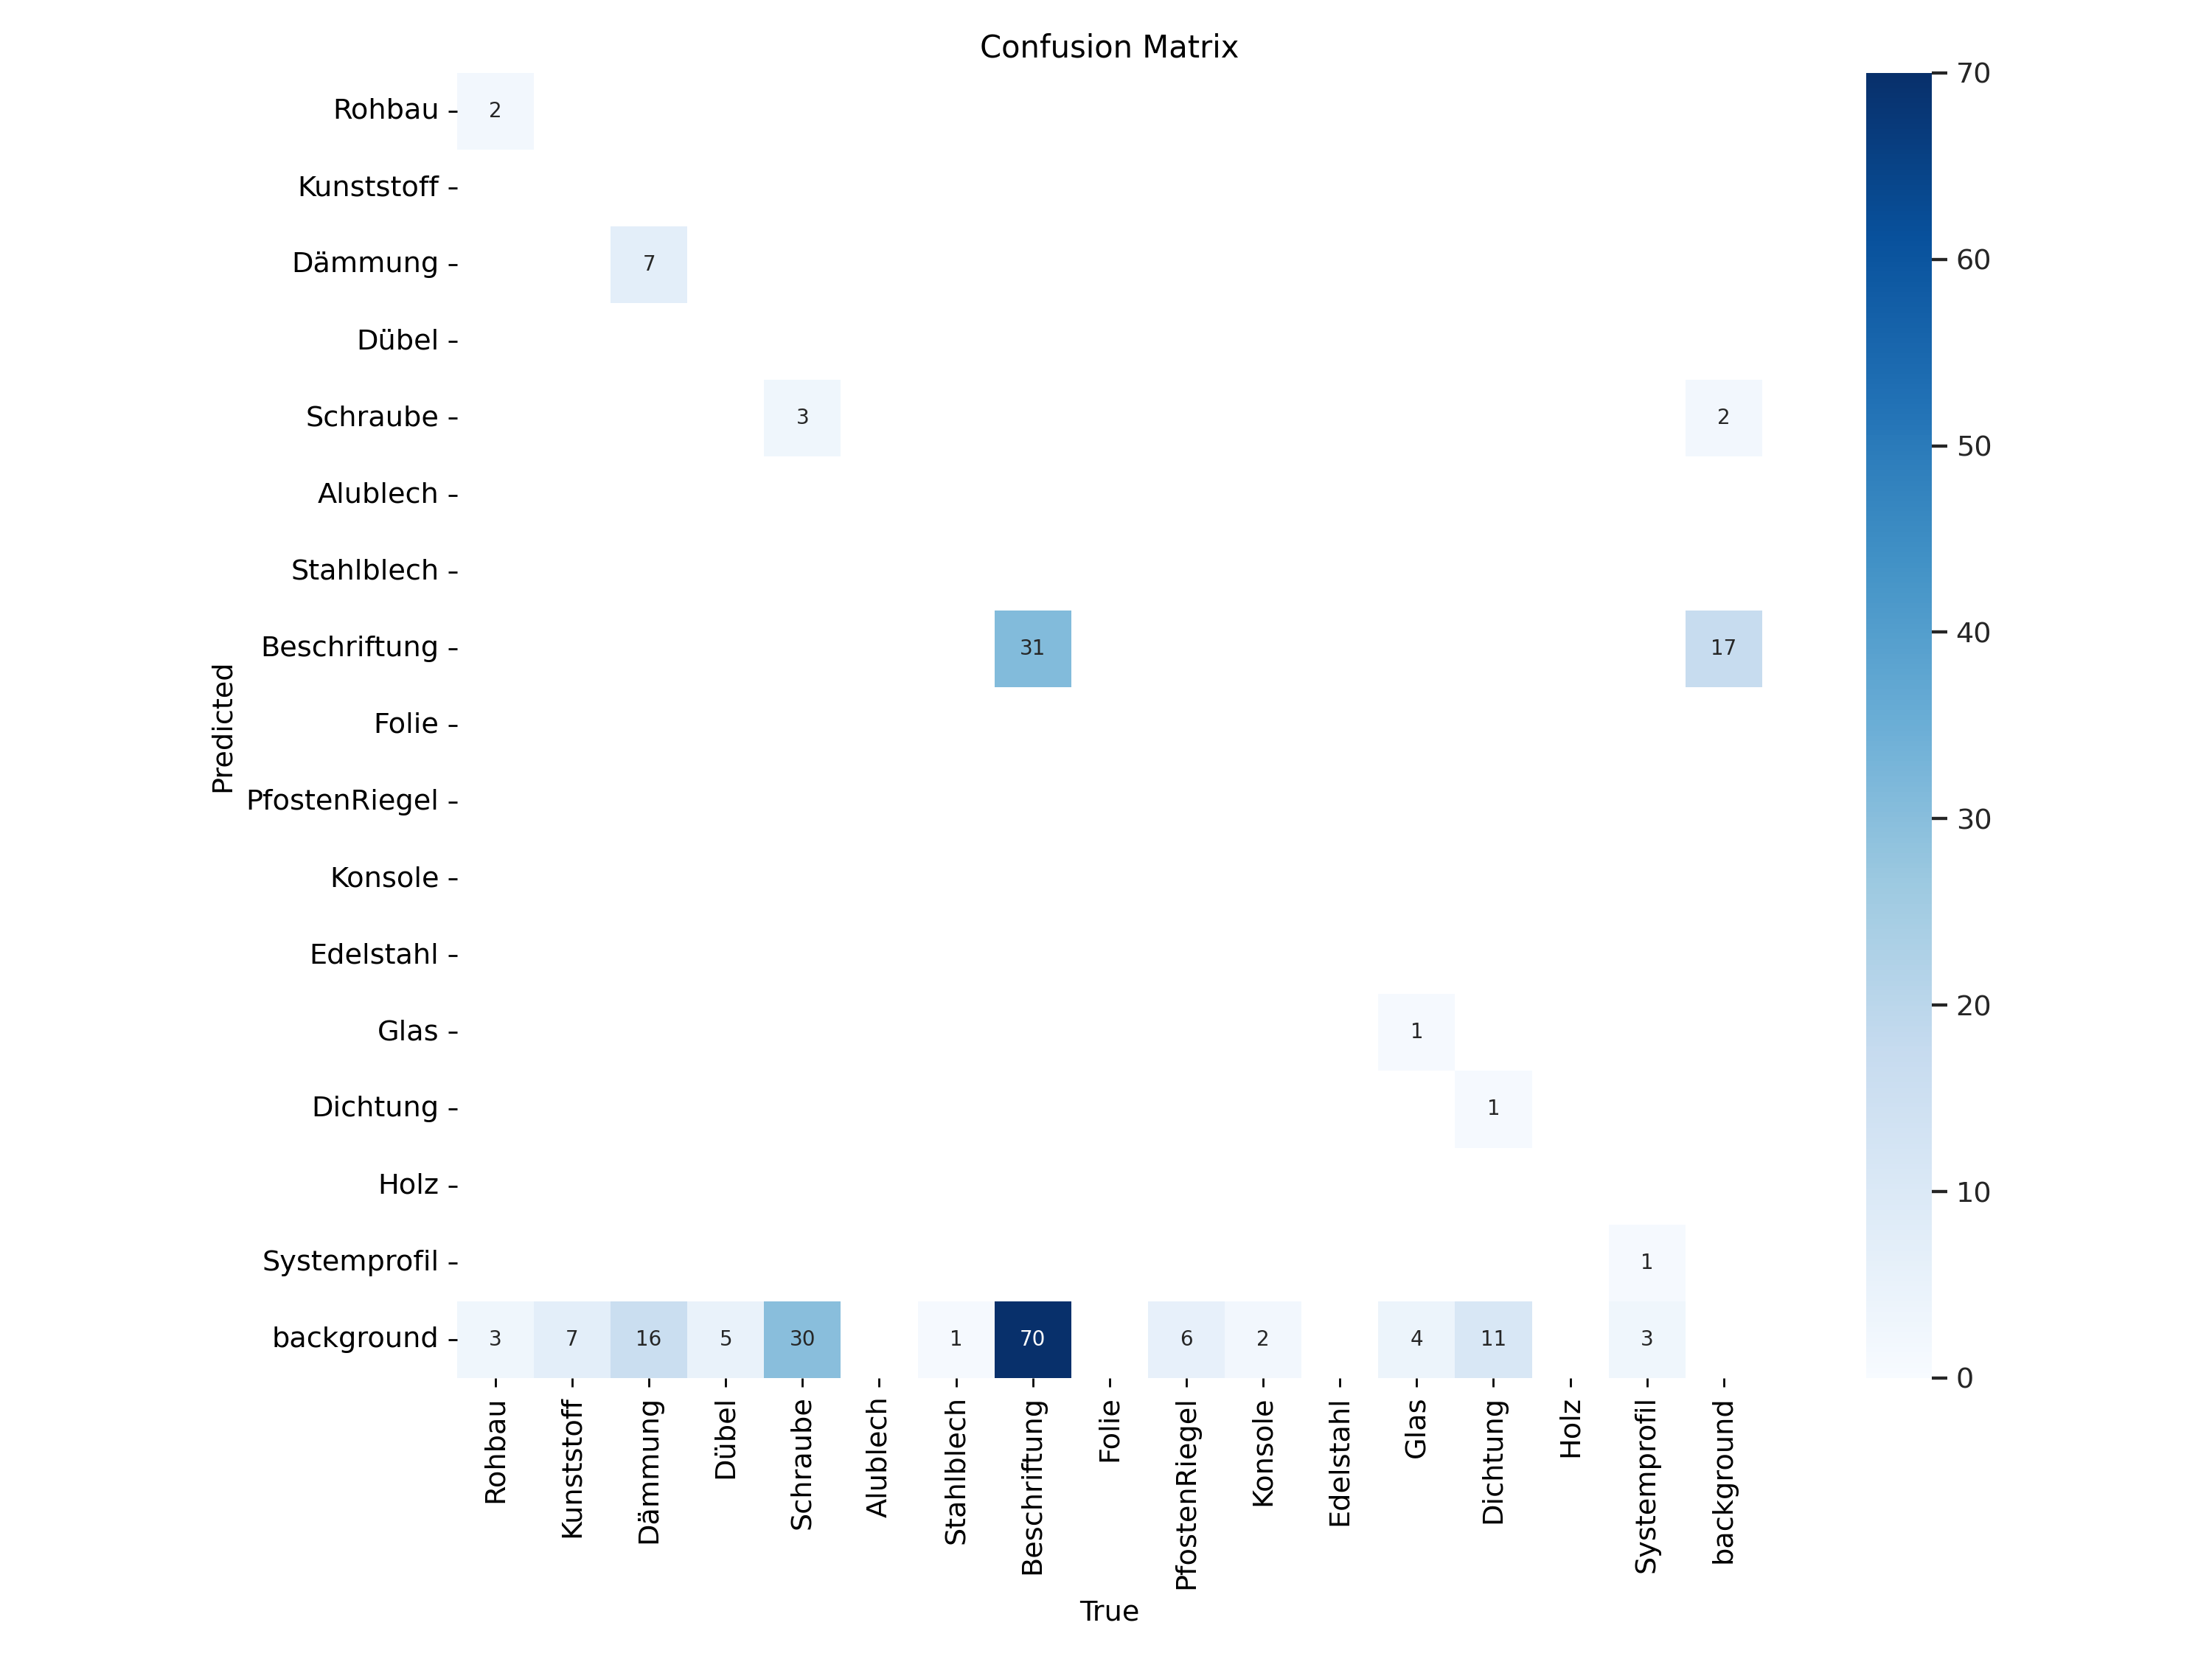 Confusion Matrix
Predicted
Rohbau
Kunststoff
Dämmung
Dübel
Schraube
Alublech
Stahlblech
Beschriftung
Folie
PfostenRiegel
Konsole
Edelstahl
Glas
Dichtung
Holz
Systemprofil
background
2
7
3 2
31 17
1
1
1
3 7 16 5 30 1 70 6 2 4 11 3
Rohbau
Kunststoff
Dämmung
Dübel
Schraube
Alublech
Stahlblech
Beschriftung
Folie
PfostenRiegel
Konsole
Edelstahl
Glas
Dichtung
Holz
Systemprofil
background
True
70
60
50
40
30
20
10
0